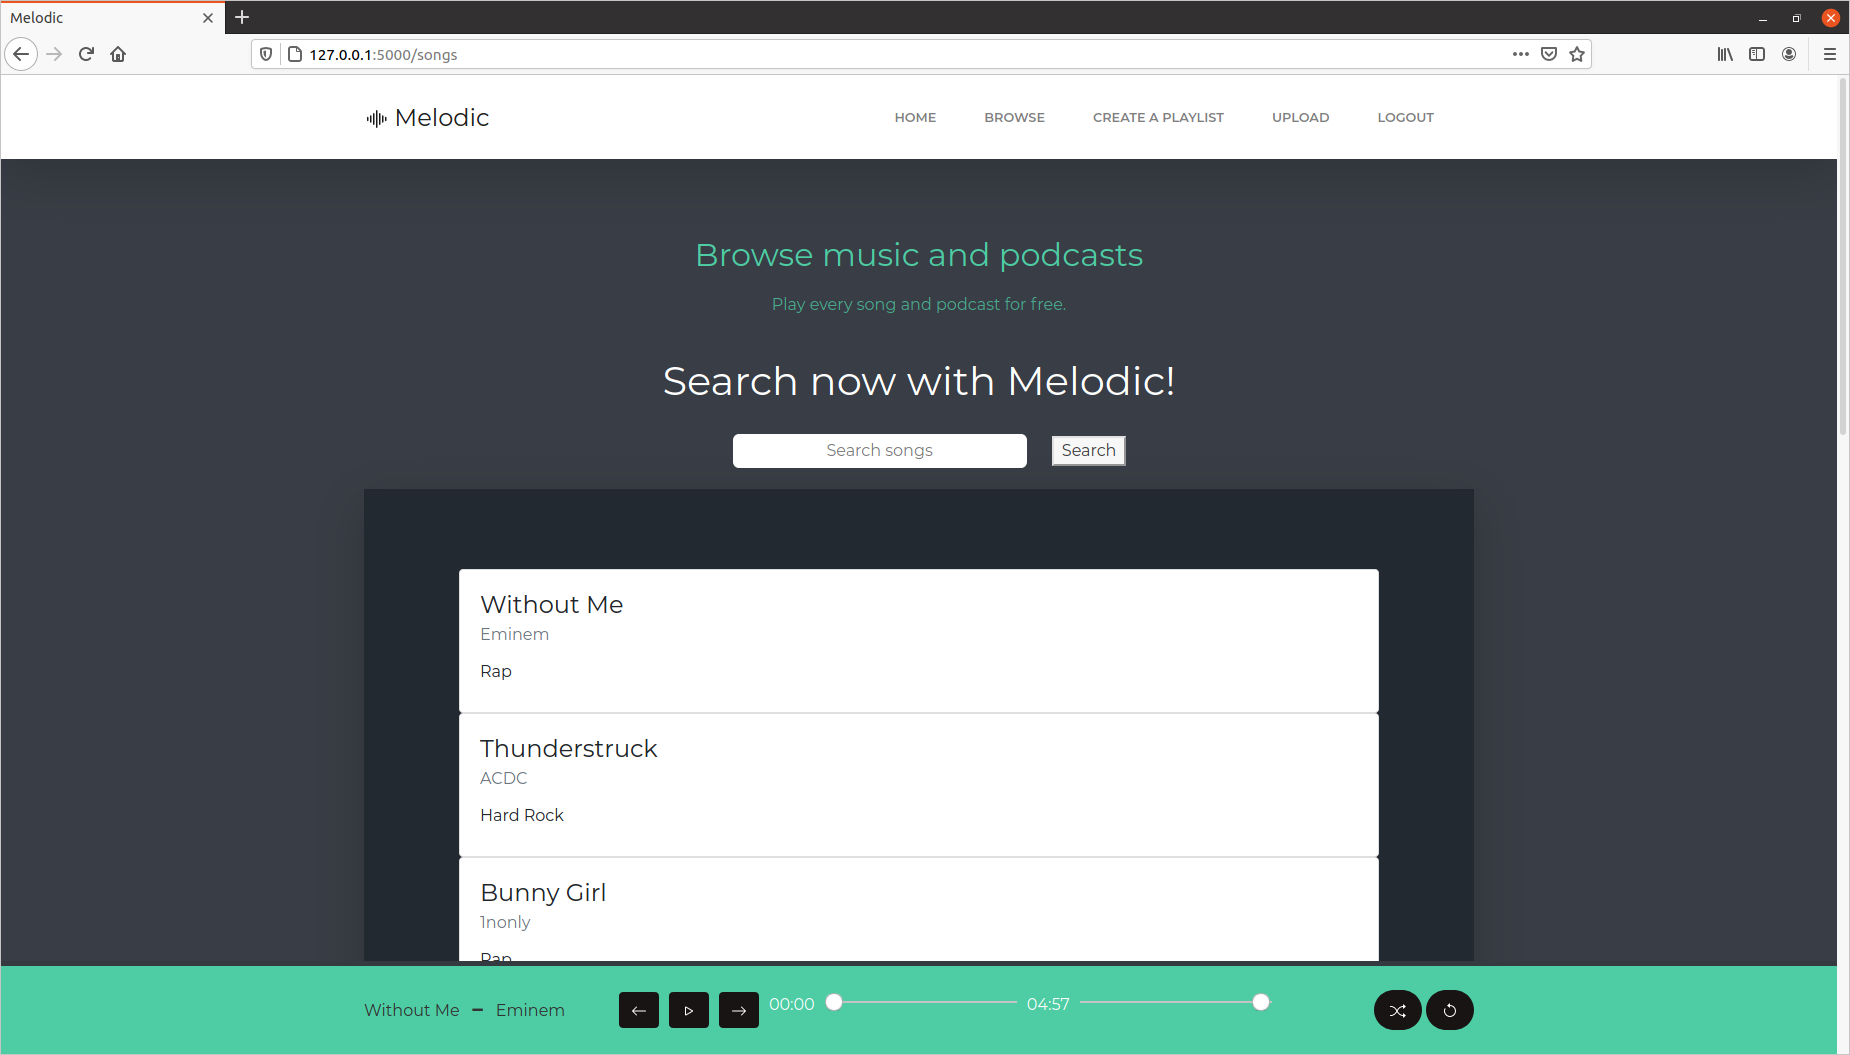 Melodic
127.0.0.1:5000/songs
Melodic
HOME BROWSE CREATE A PLAYLIST UPLOAD LOGOUT
Browse music and podcasts
Play every song and podcast for free.
Search now with Melodic!
Search songs Search
Without Me
Eminem
Rap
Thunderstruck
ACDC
Hard Rock
Bunny Girl
1nonly
Rap
Without Me – Eminem 00:00 04:57